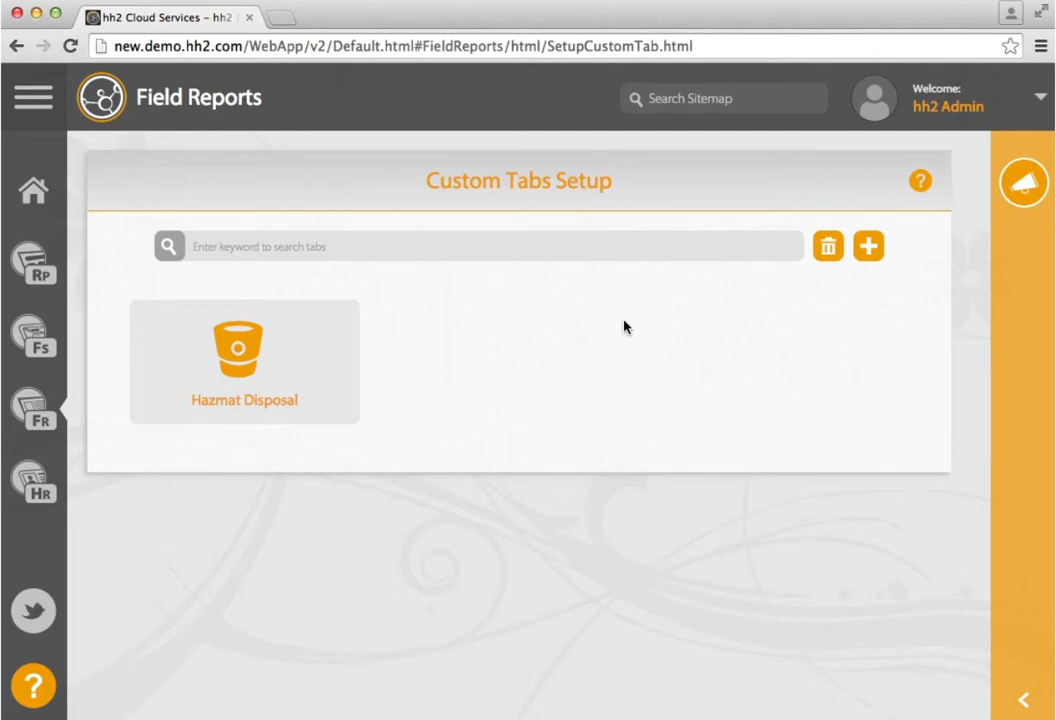 hh2 Cloud Services – hh2
new.demo.hh2.com/WebApp/v2/Default.html#FieldReports/html/SetupCustomTab.html
Field Reports
Search Sitemap
Welcome:
hh2 Admin
Custom Tabs Setup
?
Enter keyword to search tabs
Rp
Fs
FR
HR
Hazmat Disposal
?